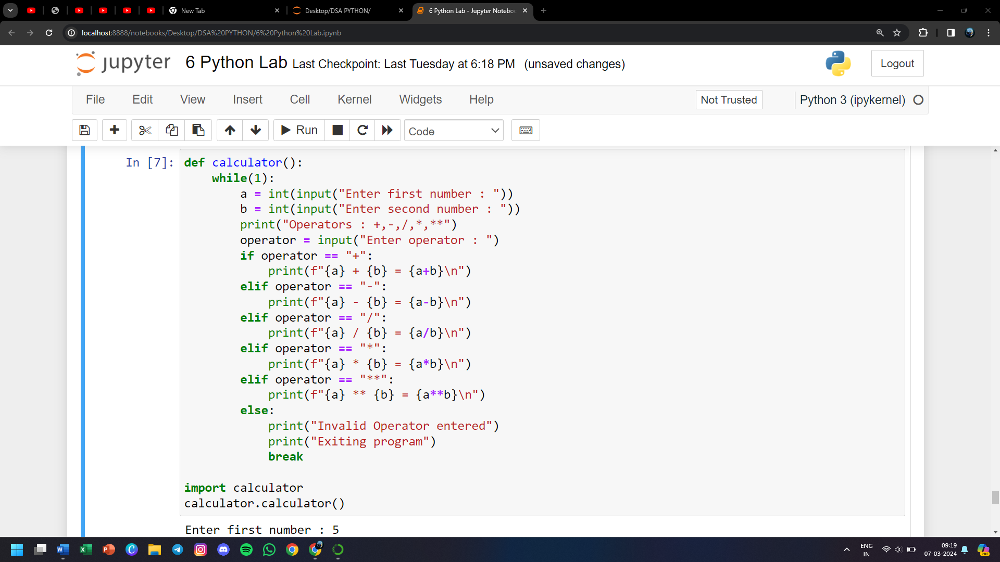 New Tab
Desktop/DSA PYTHON/
6 Python Lab - Jupyter Notebo
localhost:8888/notebooks/Desktop/DSA%20PYTHON/6%20Python%20Lab.ipynb
jupyter 6 Python Lab Last Checkpoint: Last Tuesday at 6:18 PM (unsaved changes)
Logout
File Edit View Insert Cell Kernel Widgets Help
Not Trusted
Python 3 (ipykernel)
Run
Code
In [7]:
def calculator():
    while(1):
        a = int(input("Enter first number : "))
        b = int(input("Enter second number : "))
        print("Operators : +,-,/,*,**")
        operator = input("Enter operator : ")
        if operator == "+":
            print(f"{a} + {b} = {a+b}\n")
        elif operator == "-":
            print(f"{a} - {b} = {a-b}\n")
        elif operator == "/":
            print(f"{a} / {b} = {a/b}\n")
        elif operator == "*":
            print(f"{a} * {b} = {a*b}\n")
        elif operator == "**":
            print(f"{a} ** {b} = {a**b}\n")
        else:
            print("Invalid Operator entered")
            print("Exiting program")
            break
import calculator
calculator.calculator()
Enter first number : 5
ENG
IN
09:19
07-03-2024
PRE